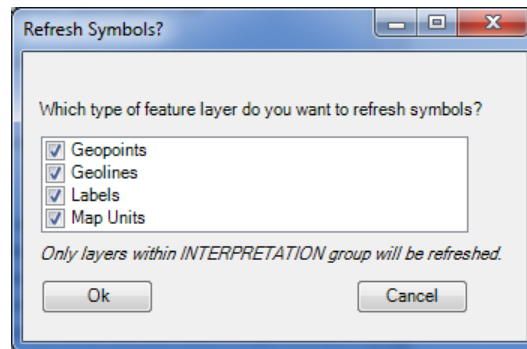 Refresh Symbols?
Which type of feature layer do you want to refresh symbols?
Geopoints
Geolines
Labels
Map Units
Only layers within INTERPRETATION group will be refreshed.
Ok Cancel